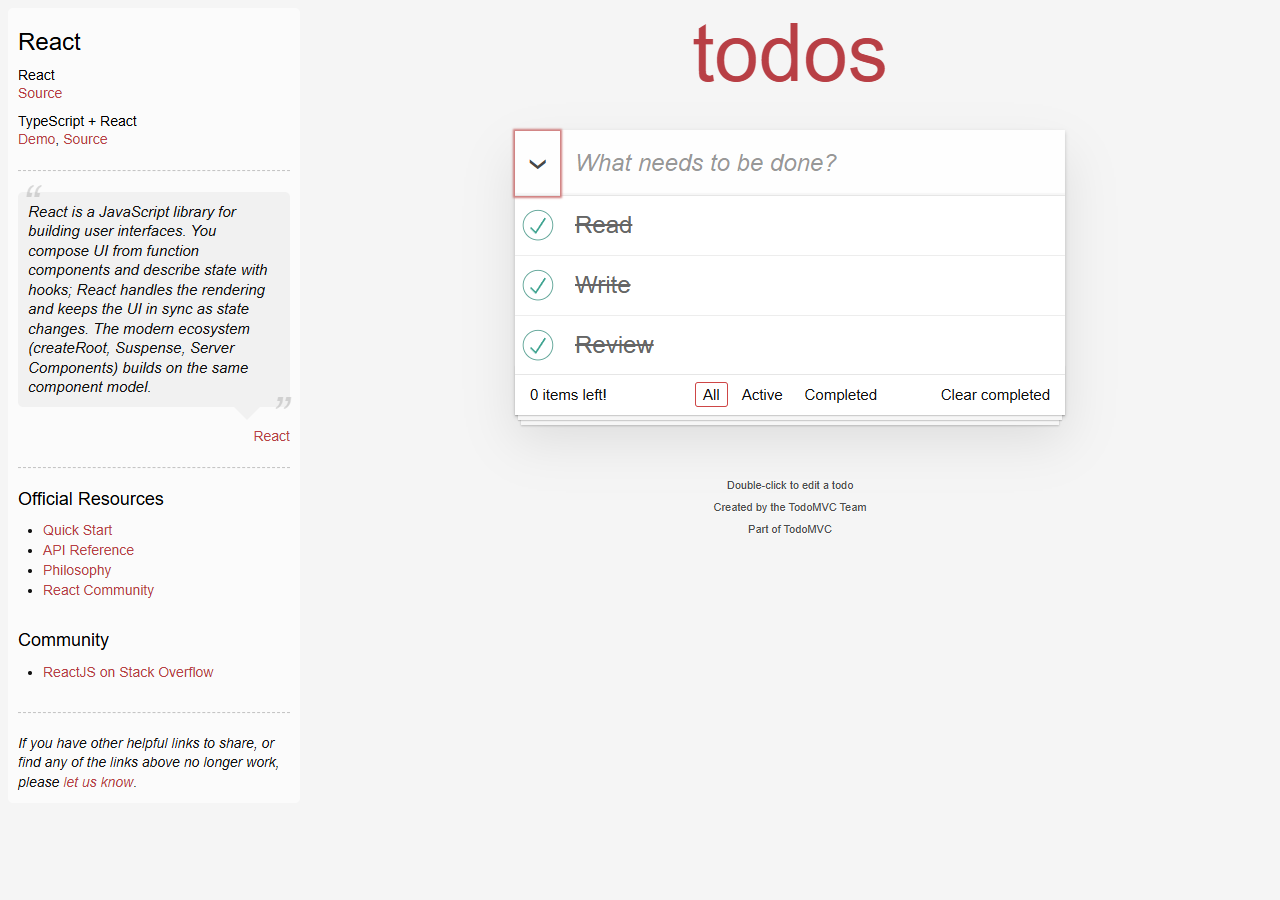 React
React
Source
TypeScript + React
Demo, Source
“
React is a JavaScript library for
building user interfaces. You
compose UI from function
components and describe state with
hooks; React handles the rendering
and keeps the UI in sync as state
changes. The modern ecosystem
(createRoot, Suspense, Server
Components) builds on the same
component model.
”
React
Official Resources
• Quick Start
• API Reference
• Philosophy
• React Community
Community
• ReactJS on Stack Overflow
If you have other helpful links to share, or
find any of the links above no longer work,
please let us know.
todos
What needs to be done?
Read
Write
Review
0 items left! All Active Completed Clear completed
Double-click to edit a todo
Created by the TodoMVC Team
Part of TodoMVC